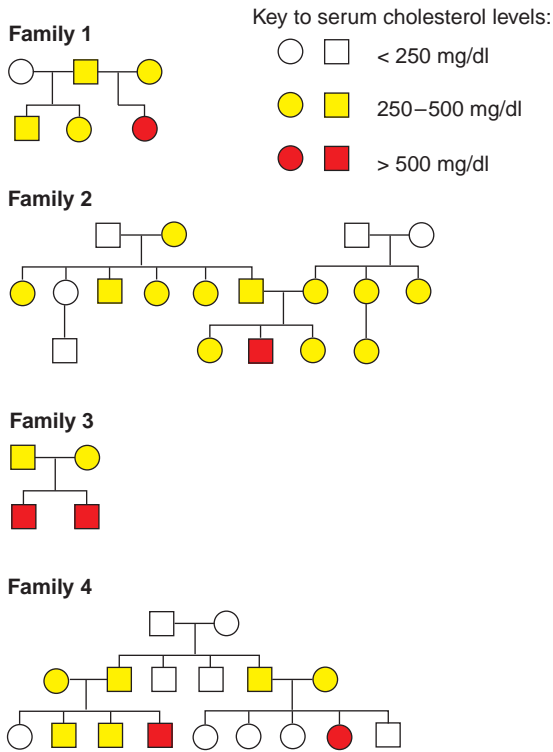 Key to serum cholesterol levels:
Family 1
< 250 mg/dl
250–500 mg/dl
> 500 mg/dl
Family 2
Family 3
Family 4